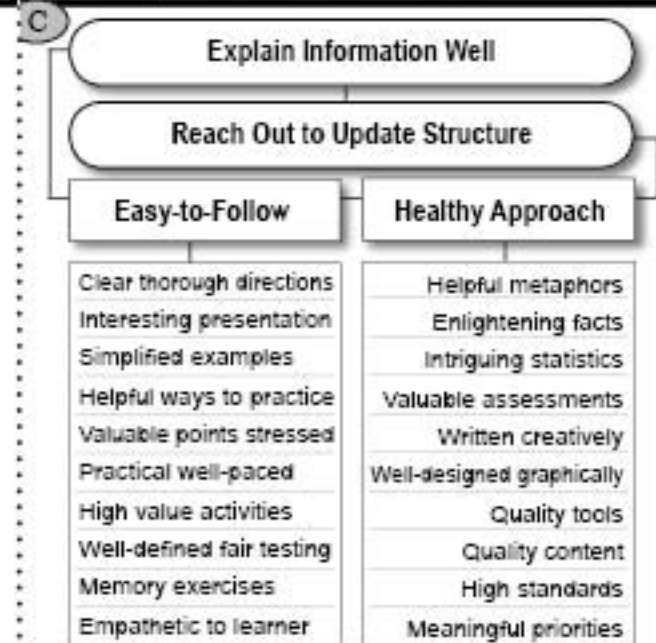 C
Explain Information Well
Reach Out to Update Structure
Easy-to-Follow
Clear thorough directions
Interesting presentation
Simplified examples
Helpful ways to practice
Valuable points stressed
Practical well-paced
High value activities
Well-defined fair testing
Memory exercises
Empathetic to learner
Healthy Approach
Helpful metaphors
Enlightening facts
Intriguing statistics
Valuable assessments
Written creatively
Well-designed graphically
Quality tools
Quality content
High standards
Meaningful priorities